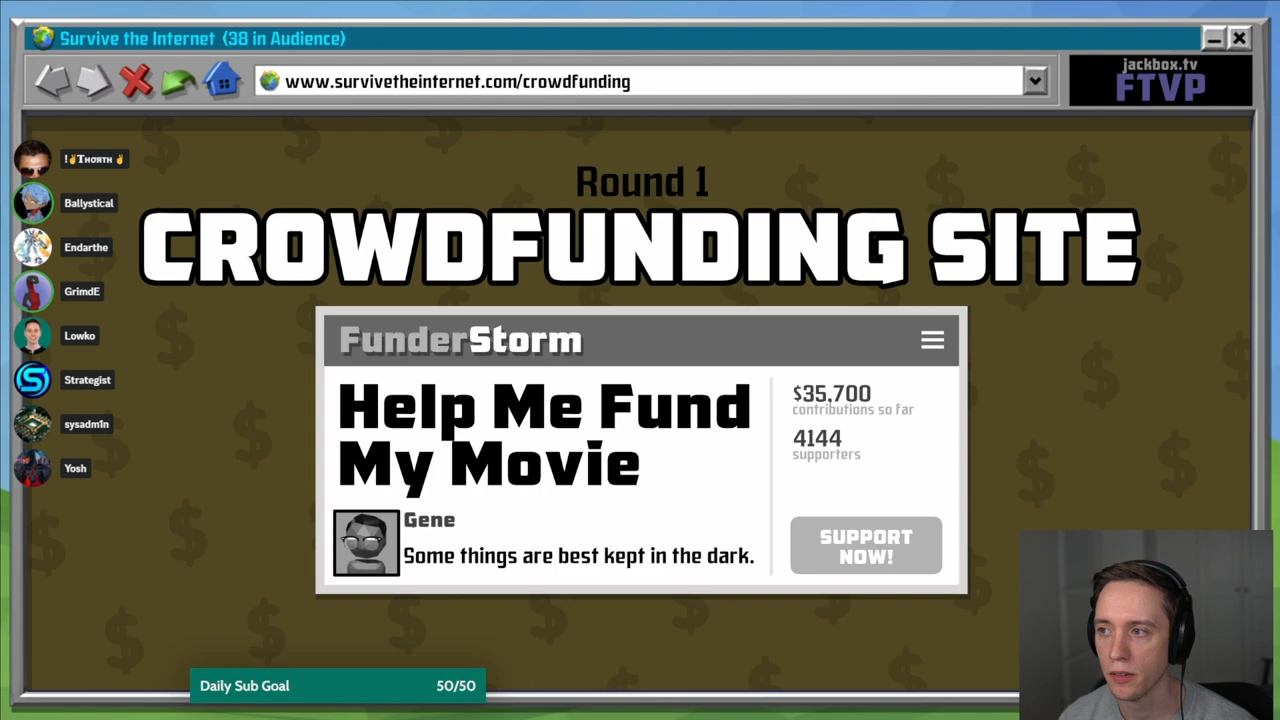 Survive the Internet (38 in Audience)
www.survivetheinternet.com/crowdfunding
jackbox.tv
FTVP
!✌Thorth ✌
Ballystical
Endarthe
GrimdE
Lowko
Strategist
sysadm1n
Yosh
Round 1
CROWDFUNDING SITE
FunderStorm
Help Me Fund
My Movie
Gene
Some things are best kept in the dark.
$35,700
contributions so far
4144
supporters
SUPPORT
NOW!
Daily Sub Goal 50/50